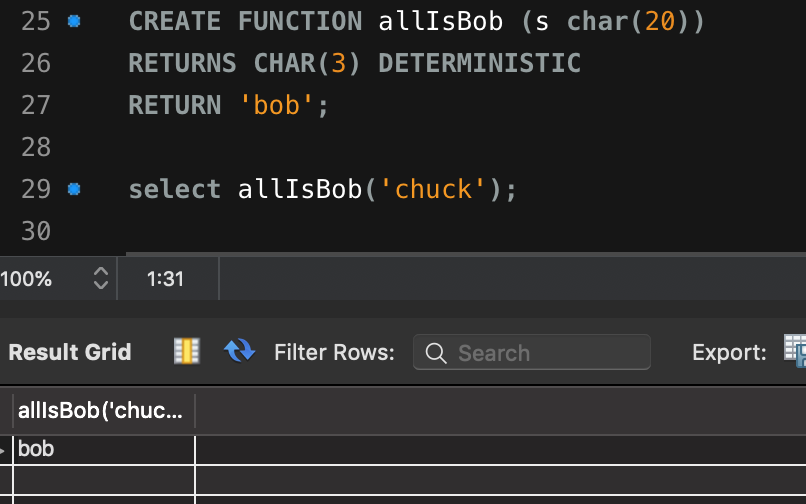 25 CREATE FUNCTION allIsBob (s char(20))
26 RETURNS CHAR(3) DETERMINISTIC
27 RETURN 'bob';
28
29 select allIsBob('chuck');
30
100% 1:31
Result Grid Filter Rows: Search Export:
allIsBob('chuc...
bob